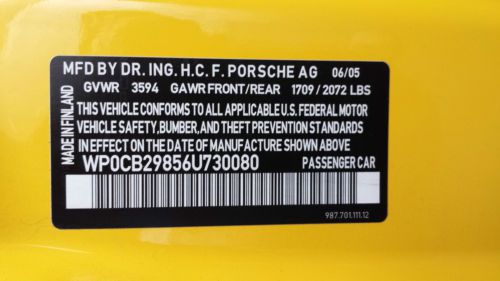 MFD BY DR. ING. H.C. F. PORSCHE AG 06/05
GVWR 3594 GAWR FRONT/REAR 1709 / 2072 LBS
THIS VEHICLE CONFORMS TO ALL APPLICABLE U.S. FEDERAL MOTOR
VEHICLE SAFETY, BUMPER, AND THEFT PREVENTION STANDARDS
IN EFFECT ON THE DATE OF MANUFACTURE SHOWN ABOVE
WP0CB29856U730080 PASSENGER CAR
MADE IN FINLAND
987.701.111.12